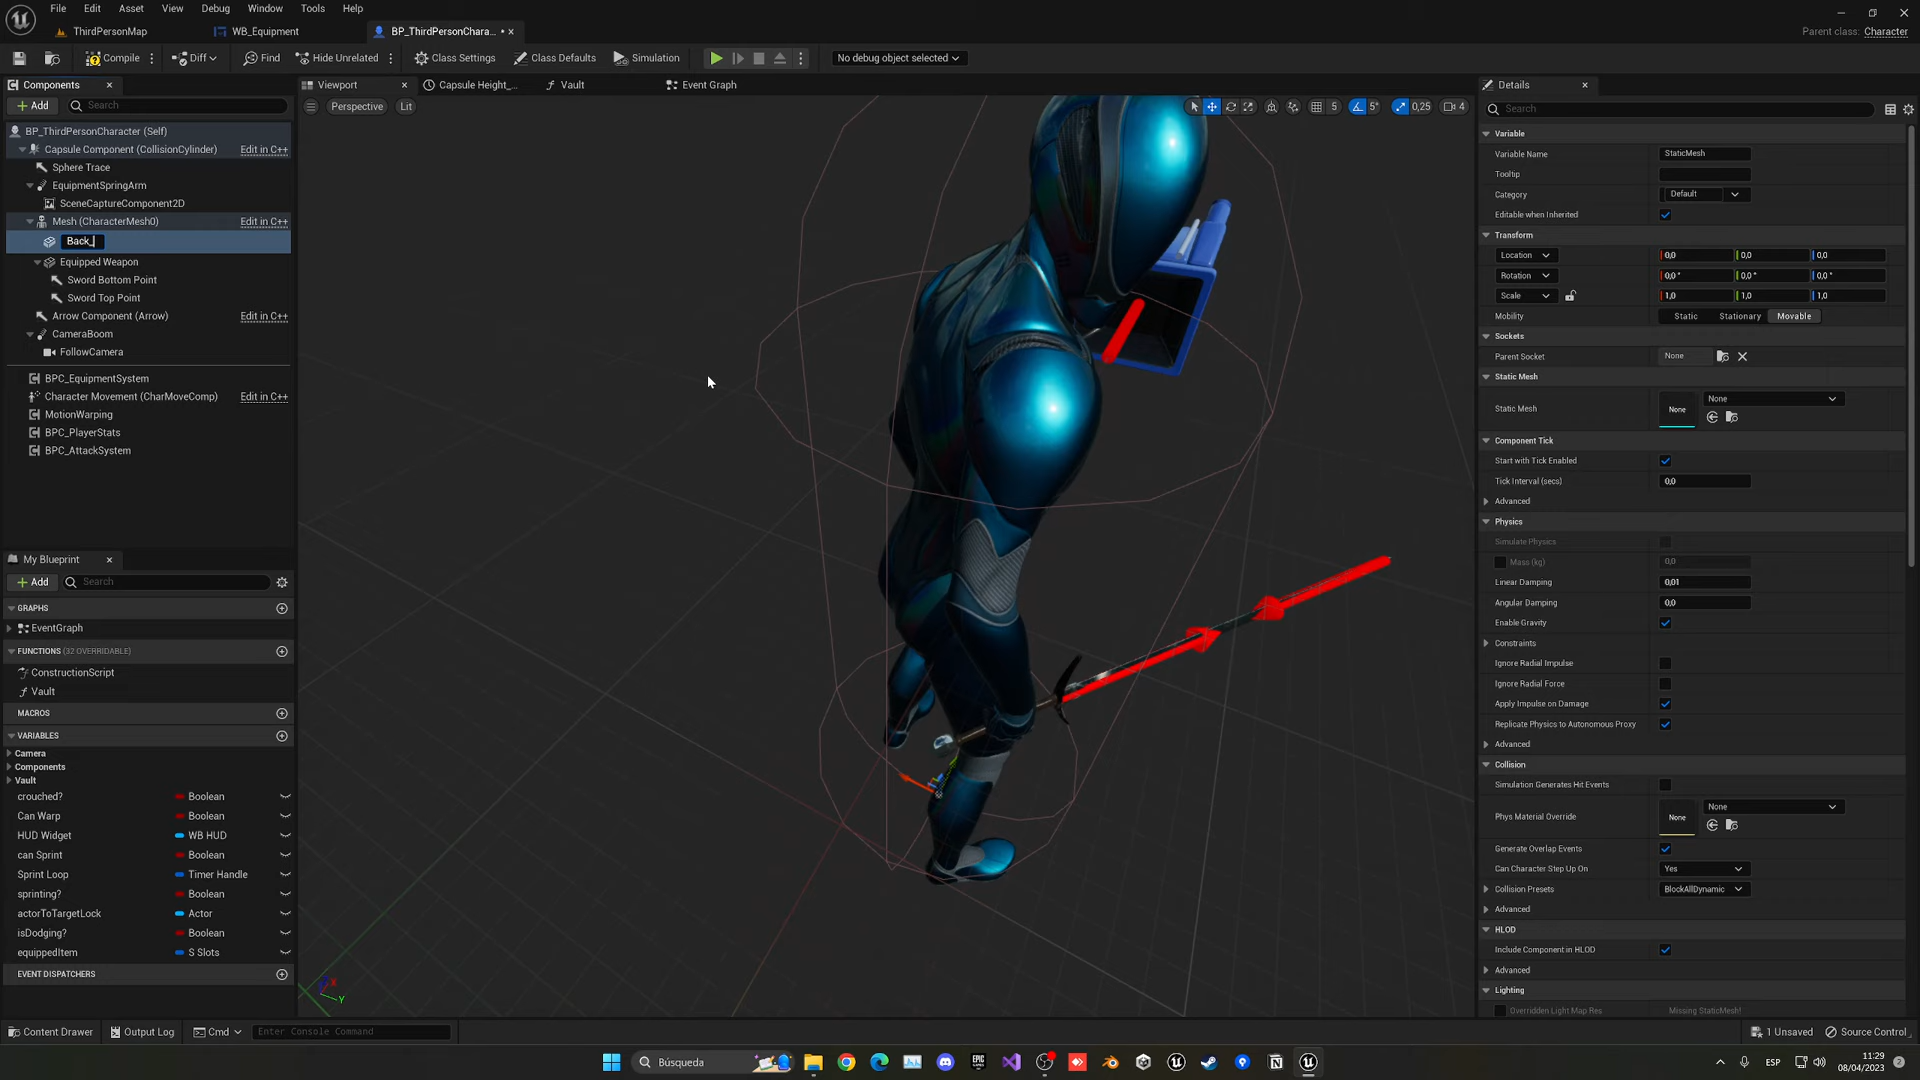 File Edit Asset View Debug Window Tools Help
ThirdPersonMap WB_Equipment BP_ThirdPersonChara... • Parent class: Character
Compile Diff Find Hide Unrelated Class Settings Class Defaults Simulation No debug object selected
Components Viewport Capsule Height_... Vault Event Graph Details
Add Search Perspective Lit 5 5° 0,25 4 Search
BP_ThirdPersonCharacter (Self)
Capsule Component (CollisionCylinder) Edit in C++
Sphere Trace
EquipmentSpringArm
SceneCaptureComponent2D
Mesh (CharacterMesh0) Edit in C++
Back_
Equipped Weapon
Sword Bottom Point
Sword Top Point
Arrow Component (Arrow) Edit in C++
CameraBoom
FollowCamera
BPC_EquipmentSystem
Character Movement (CharMoveComp) Edit in C++
MotionWarping
BPC_PlayerStats
BPC_AttackSystem
My Blueprint
Add Search
GRAPHS
EventGraph
FUNCTIONS (32 OVERRIDABLE)
ConstructionScript
Vault
MACROS
VARIABLES
Camera
Components
Vault
crouched? Boolean
Can Warp Boolean
HUD Widget WB HUD
can Sprint Boolean
Sprint Loop Timer Handle
sprinting? Boolean
actorToTargetLock Actor
isDodging? Boolean
equippedItem S Slots
EVENT DISPATCHERS
X
Y
Variable
Variable Name StaticMesh
Tooltip
Category Default
Editable when Inherited
Transform
Location 0,0 0,0 0,0
Rotation 0,0 ° 0,0 ° 0,0 °
Scale 1,0 1,0 1,0
Mobility Static Stationary Movable
Sockets
Parent Socket None
Static Mesh
Static Mesh None None
Component Tick
Start with Tick Enabled
Tick Interval (secs) 0,0
Advanced
Physics
Simulate Physics
Mass (kg) 0,0
Linear Damping 0,01
Angular Damping 0,0
Enable Gravity
Constraints
Ignore Radial Impulse
Ignore Radial Force
Apply Impulse on Damage
Replicate Physics to Autonomous Proxy
Advanced
Collision
Simulation Generates Hit Events
Phys Material Override None None
Generate Overlap Events
Can Character Step Up On Yes
Collision Presets BlockAllDynamic
Advanced
HLOD
Include Component in HLOD
Advanced
Lighting
Overridden Light Map Res Missing StaticMesh!
Content Drawer Output Log Cmd Enter Console Command 1 Unsaved Source Control
Búsqueda EPIC GAMES ESP 11:29
08/04/2023 2